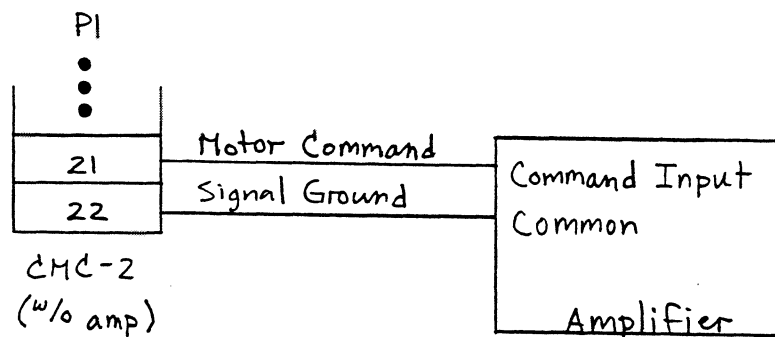 P1
Motor Command
21
Command Input
Signal Ground
22
Common
CMC-2
(w/o amp)
Amplifier